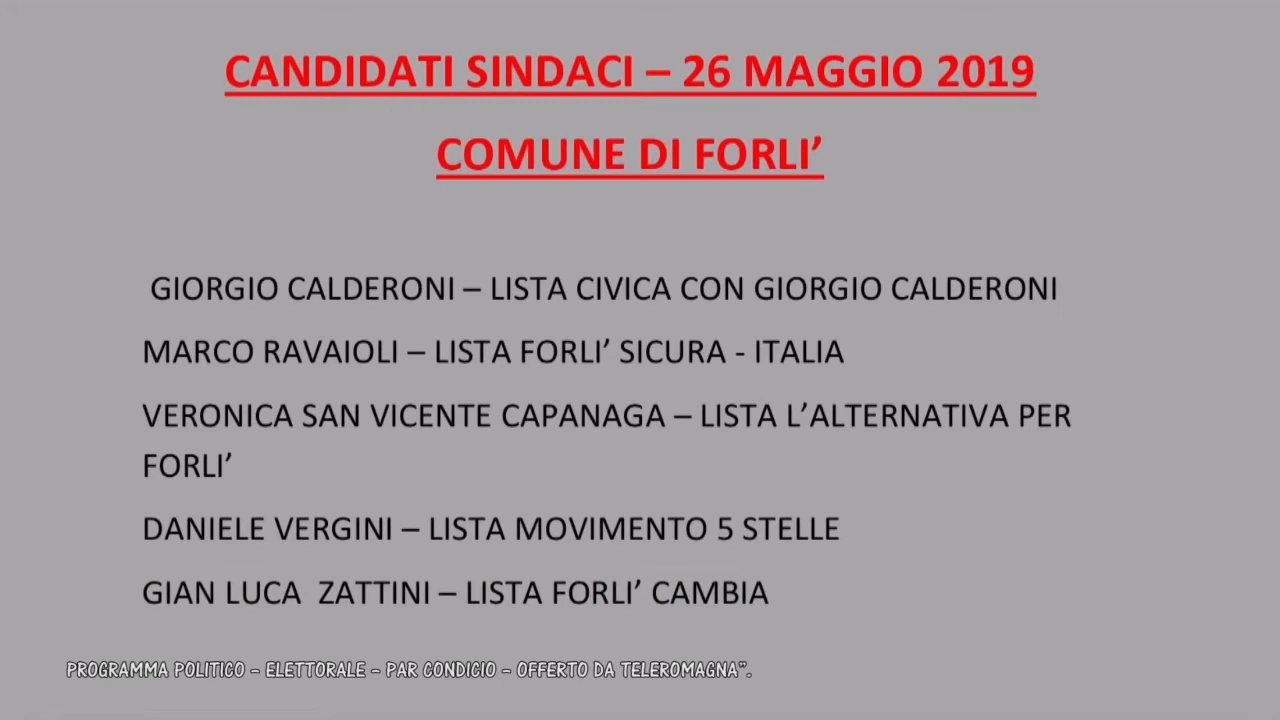 CANDIDATI SINDACI – 26 MAGGIO 2019
COMUNE DI FORLI’
GIORGIO CALDERONI – LISTA CIVICA CON GIORGIO CALDERONI
MARCO RAVAIOLI – LISTA FORLI’ SICURA - ITALIA
VERONICA SAN VICENTE CAPANAGA – LISTA L’ALTERNATIVA PER
FORLI’
DANIELE VERGINI – LISTA MOVIMENTO 5 STELLE
GIAN LUCA  ZATTINI – LISTA FORLI’ CAMBIA
PROGRAMMA POLITICO - ELETTORALE - PAR CONDICIO - OFFERTO DA TELEROMAGNA".